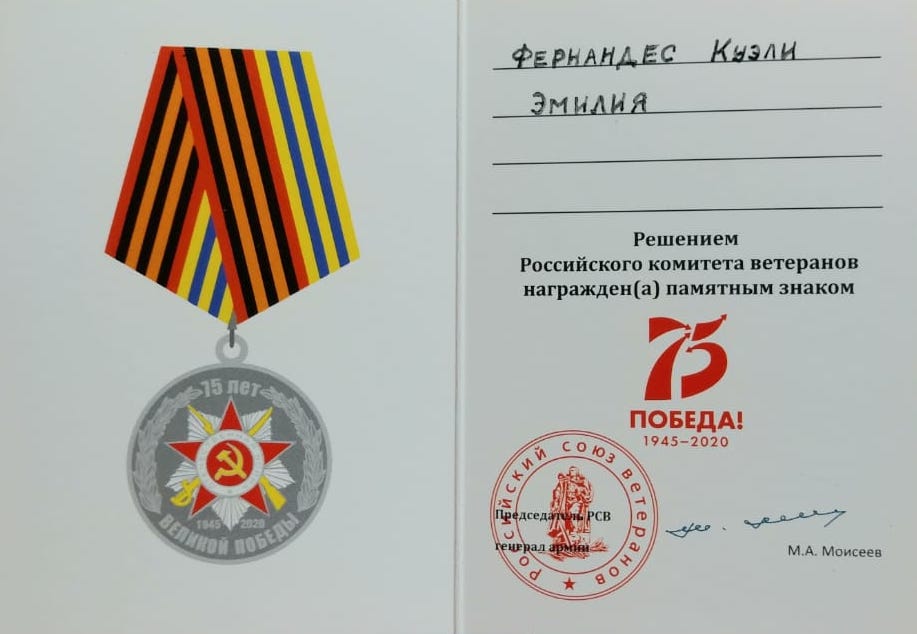 75 лет
1945 2020
ВЕЛИКОЙ ПОБЕДЫ
Фернандес Куэли
Эмилия
Решением
Российского комитета ветеранов
награжден(а) памятным знаком
75
ПОБЕДА!
1945–2020
Российский союз ветеранов
Председатель РСВ
генерал армии
М.А. Моисеев